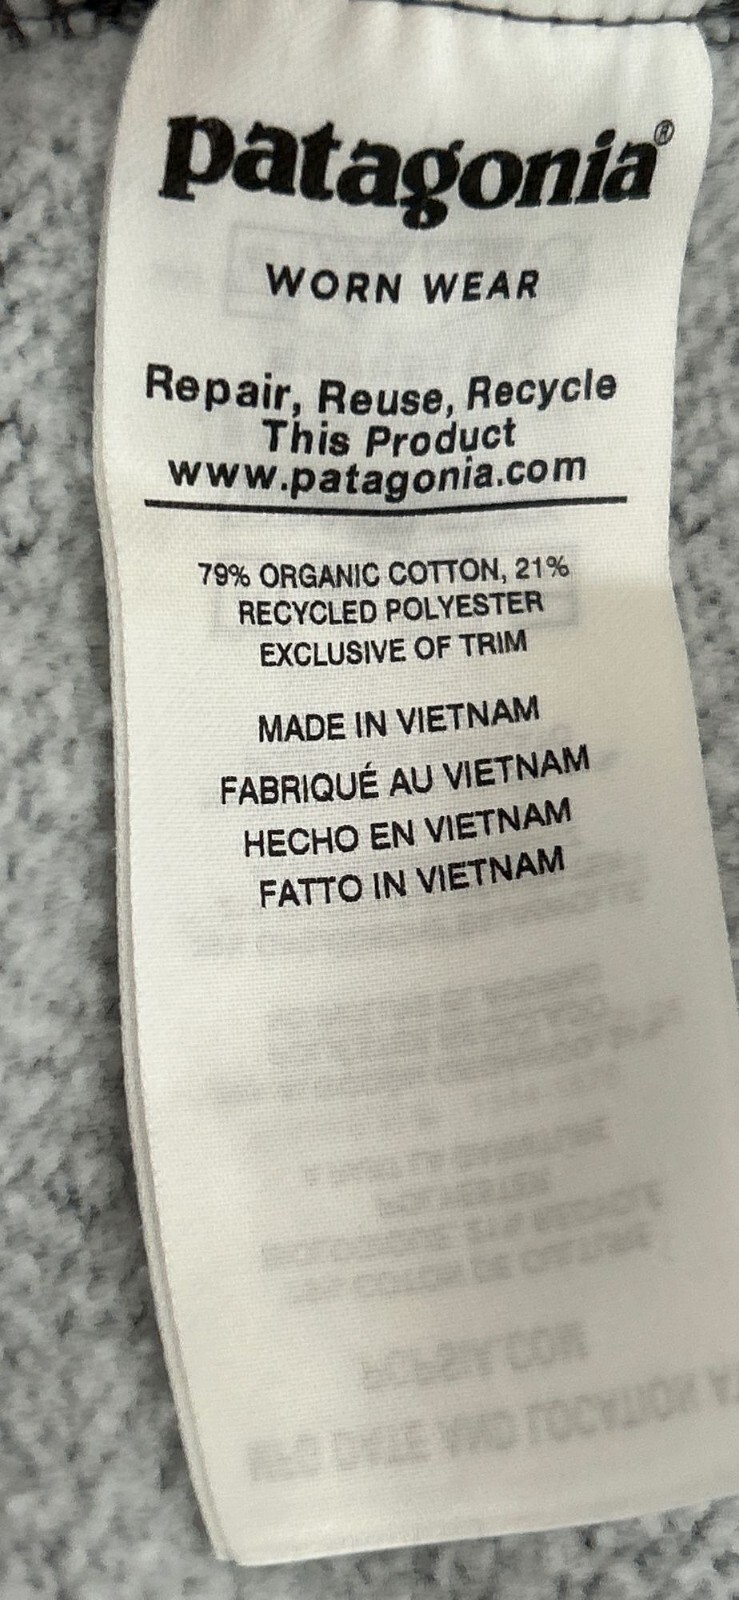 patagonia®
WORN WEAR
Repair, Reuse, Recycle
This Product
www.patagonia.com
79% ORGANIC COTTON, 21%
RECYCLED POLYESTER
EXCLUSIVE OF TRIM
MADE IN VIETNAM
FABRIQUÉ AU VIETNAM
HECHO EN VIETNAM
FATTO IN VIETNAM